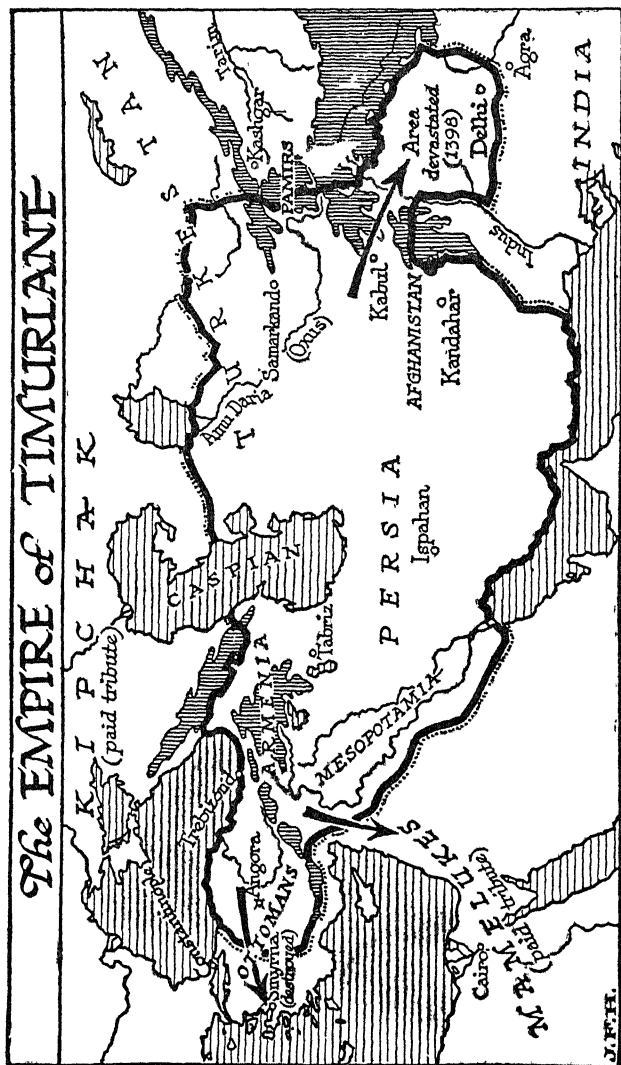 The EMPIRE of TIMURLANE
KIPCHAK
(paid tribute)
TURKESTAN
CASPIAN
Constantinople
Trebizond
ARMENIA
Angora
OTTOMANS
Smyrna
(destroyed)
Tabriz
MESOPOTAMIA
PERSIA
Ispahan
Amu Daria
Samarkand
(Oxus)
Kashgar
Tarim
PAMIRS
Kabul
AFGHANISTAN
Kandahar
Indus
Area
devastated
(1398)
Delhi
Agra
INDIA
Cairo
MAMELUKES
(paid tribute)
J.F.H.